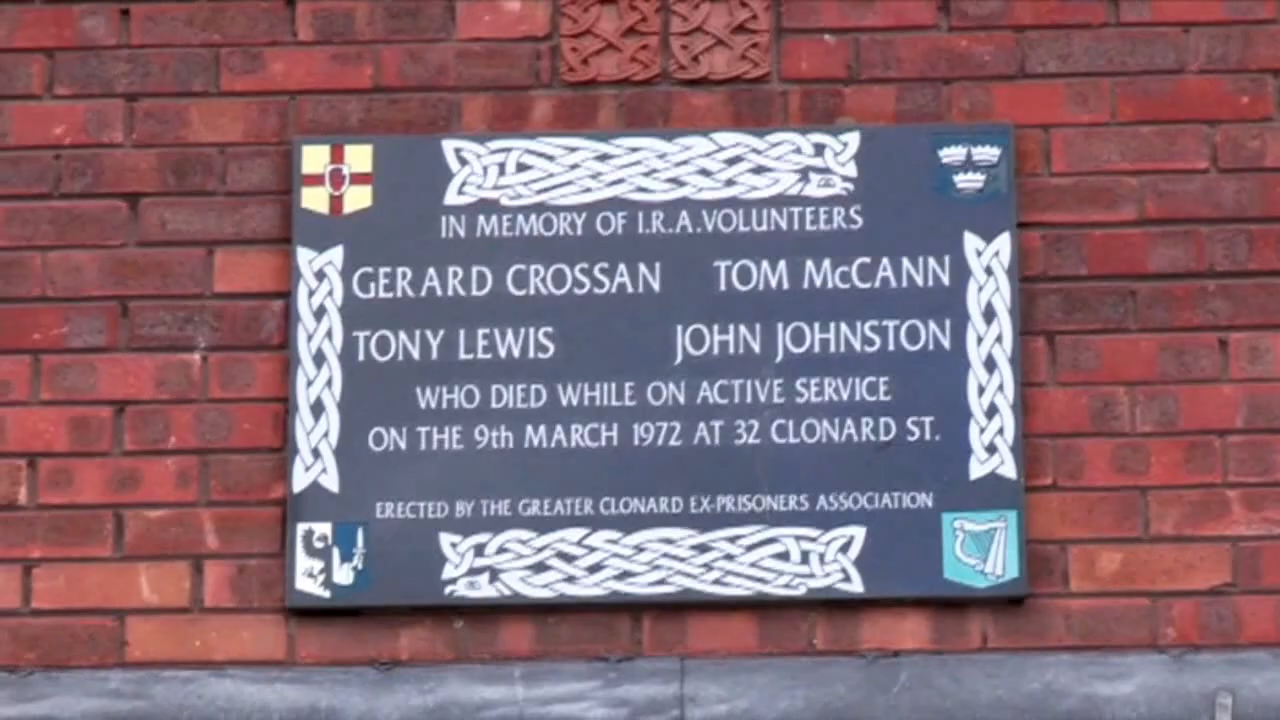 IN MEMORY OF I.R.A.VOLUNTEERS
GERARD CROSSAN TOM McCANN
TONY LEWIS JOHN JOHNSTON
WHO DIED WHILE ON ACTIVE SERVICE
ON THE 9th MARCH 1972 AT 32 CLONARD ST.
ERECTED BY THE GREATER CLONARD EX-PRISONERS ASSOCIATION